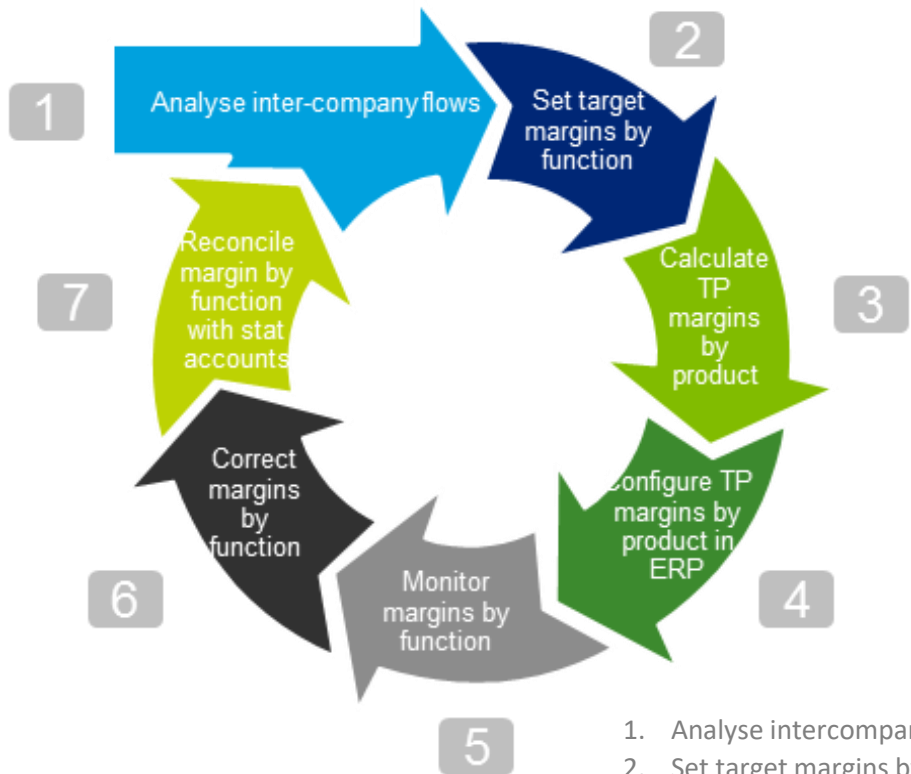 1
Analyse inter-company flows
2
Set target
margins by
function
3
Calculate
TP
margins
by
product
4
Configure TP
margins by
product in
ERP
5
Monitor
margins by
function
6
Correct
margins
by
function
7
Reconcile
margin by
function
with stat
accounts
1. Analyse
2. Set target margins